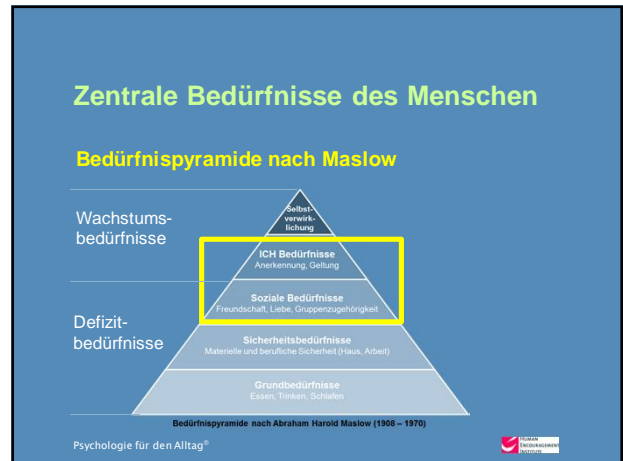 Zentrale Bedürfnisse des Menschen
Bedürfnispyramide nach Maslow
Wachstums-
bedürfnisse
Defizit-
bedürfnisse
Selbst-
verwirk-
lichung
ICH Bedürfnisse
Anerkennung, Geltung
Soziale Bedürfnisse
Freundschaft, Liebe, Gruppenzugehörigkeit
Sicherheitsbedürfnisse
Materielle und berufliche Sicherheit (Haus, Arbeit)
Grundbedürfnisse
Essen, Trinken, Schlafen
Bedürfnispyramide nach Abraham Harold Maslow (1908 – 1970)
Psychologie für den Alltag®
HUMAN
ENCOURAGEMENT
INSTITUTE